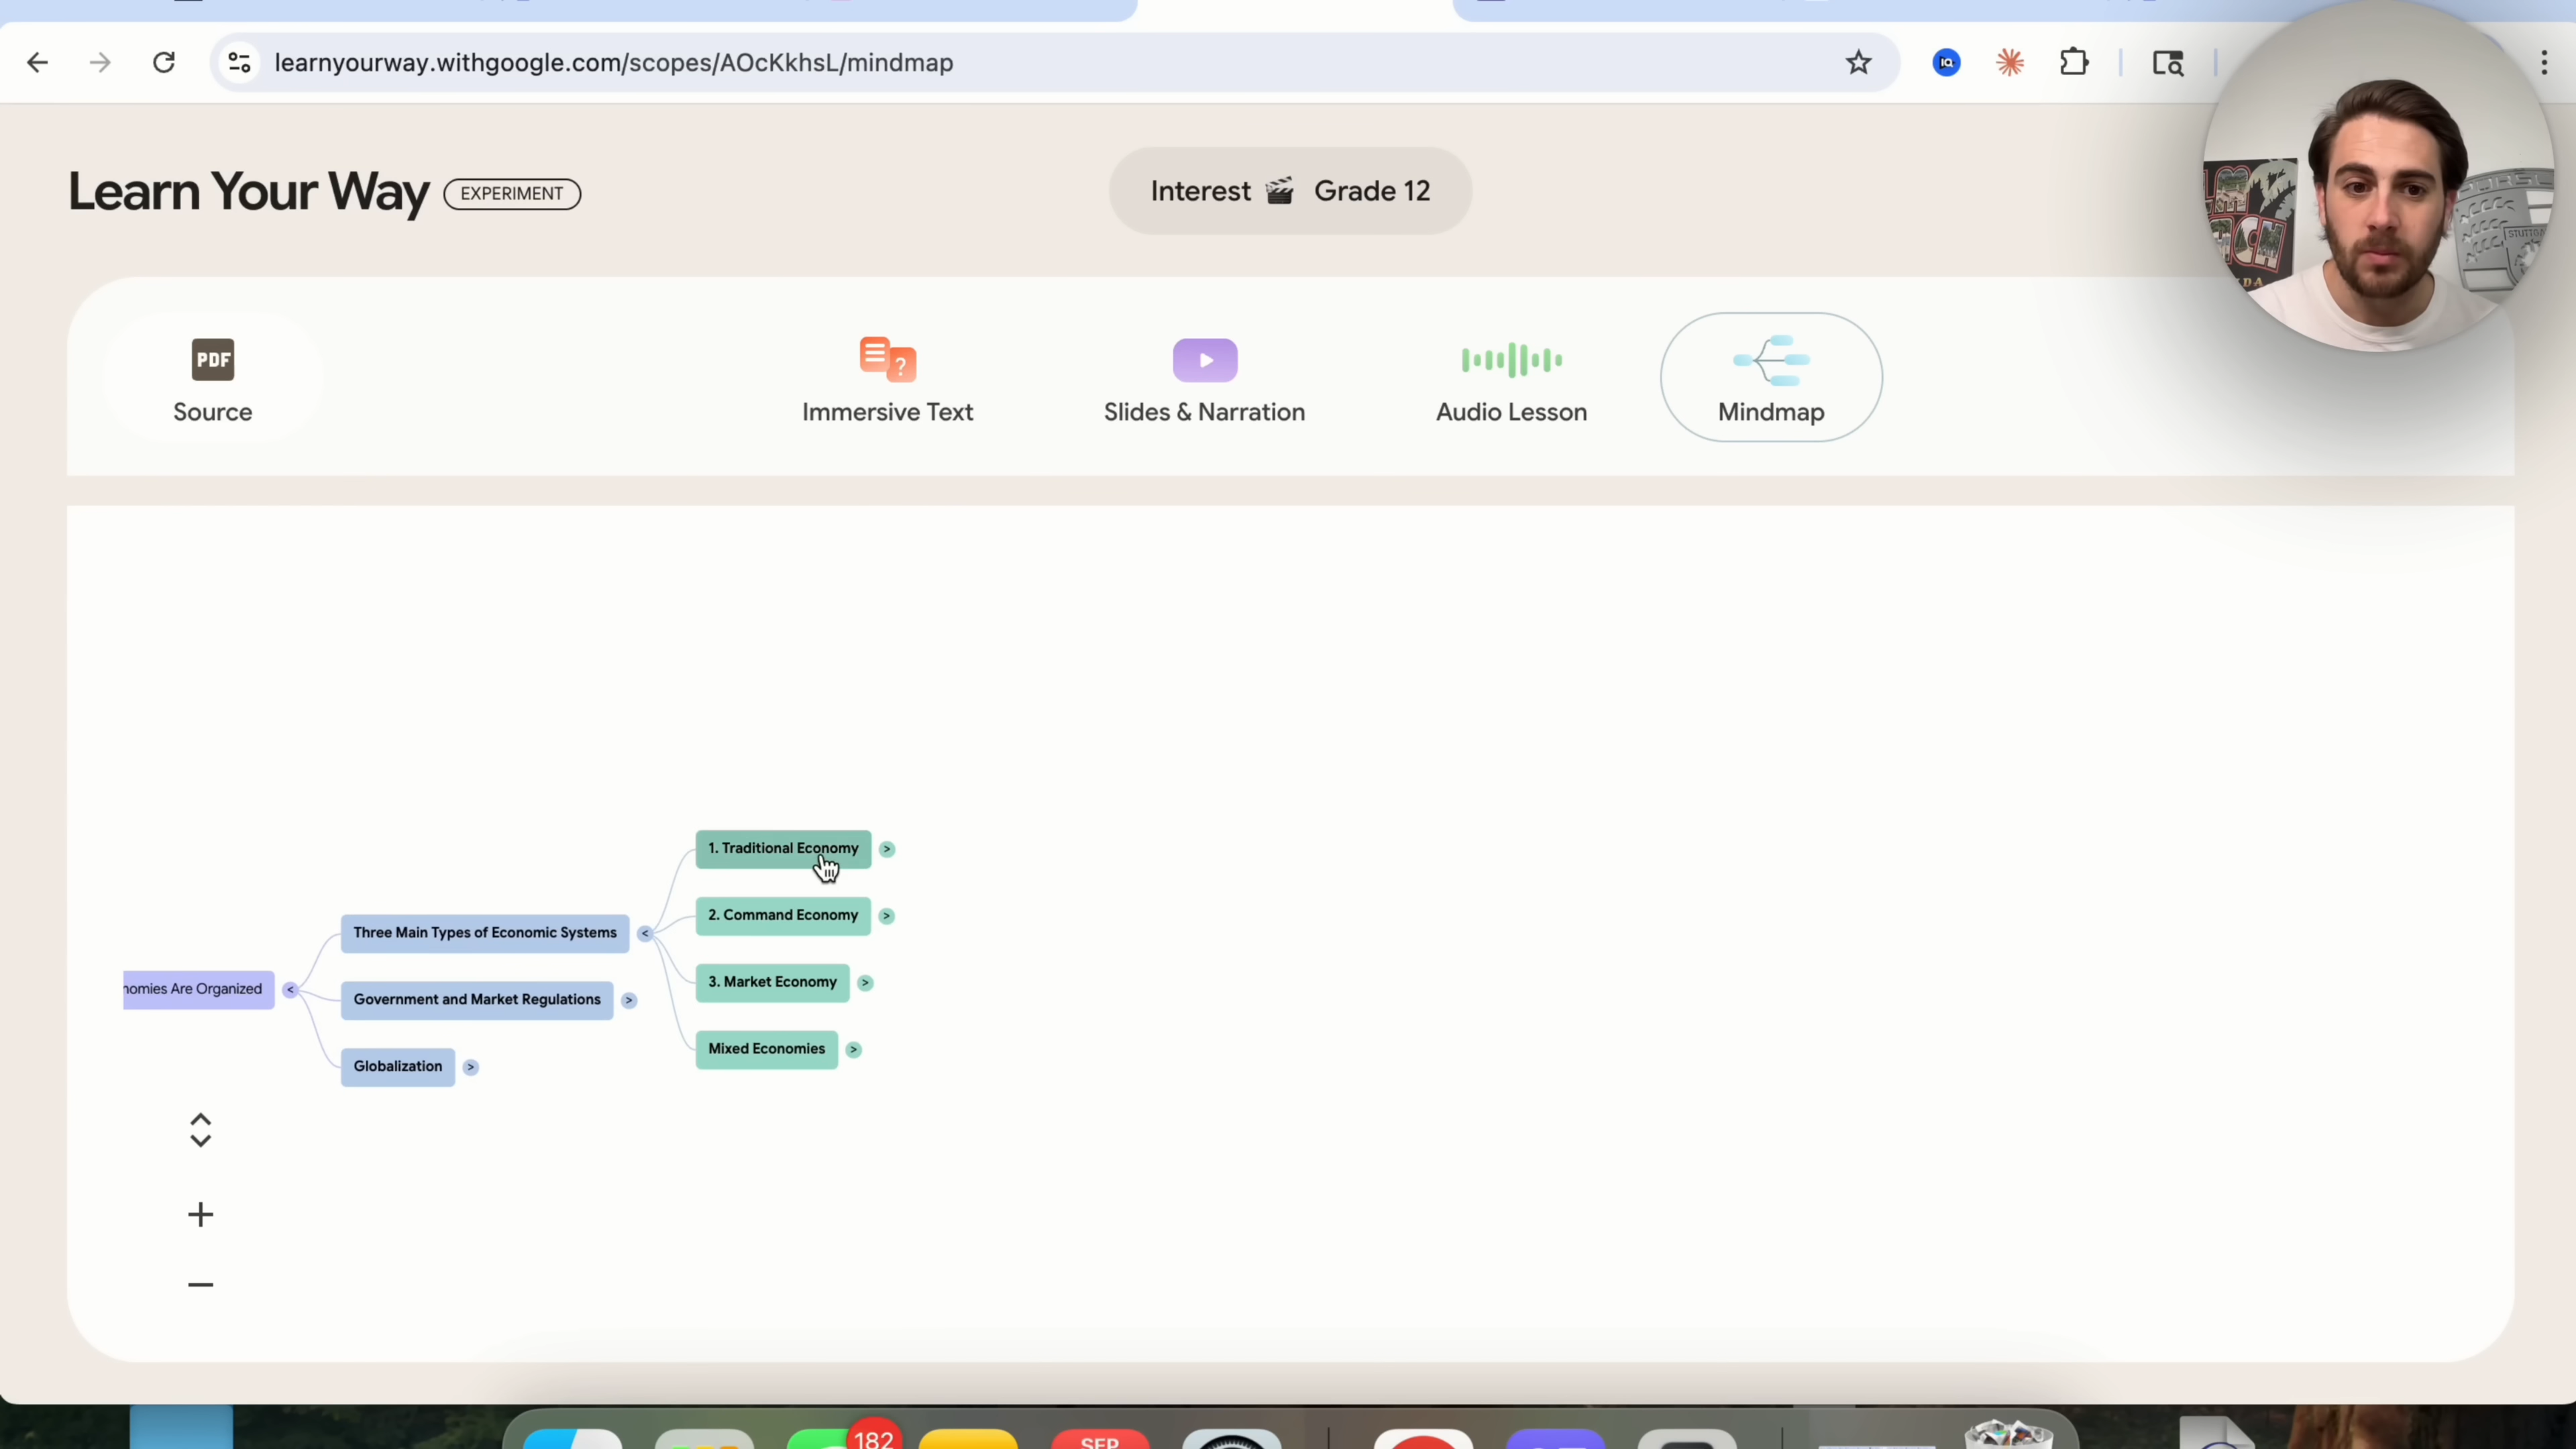 learnyourway.withgoogle.com/scopes/AOcKkhsL/mindmap
IQ
Learn Your Way EXPERIMENT
Interest Grade 12
PDF
Source
?
Immersive Text
Slides & Narration
Audio Lesson
Mindmap
1. Traditional Economy >
2. Command Economy >
Three Main Types of Economic Systems <
3. Market Economy >
nomies Are Organized <
Government and Market Regulations >
Mixed Economies >
Globalization >
182
SEP